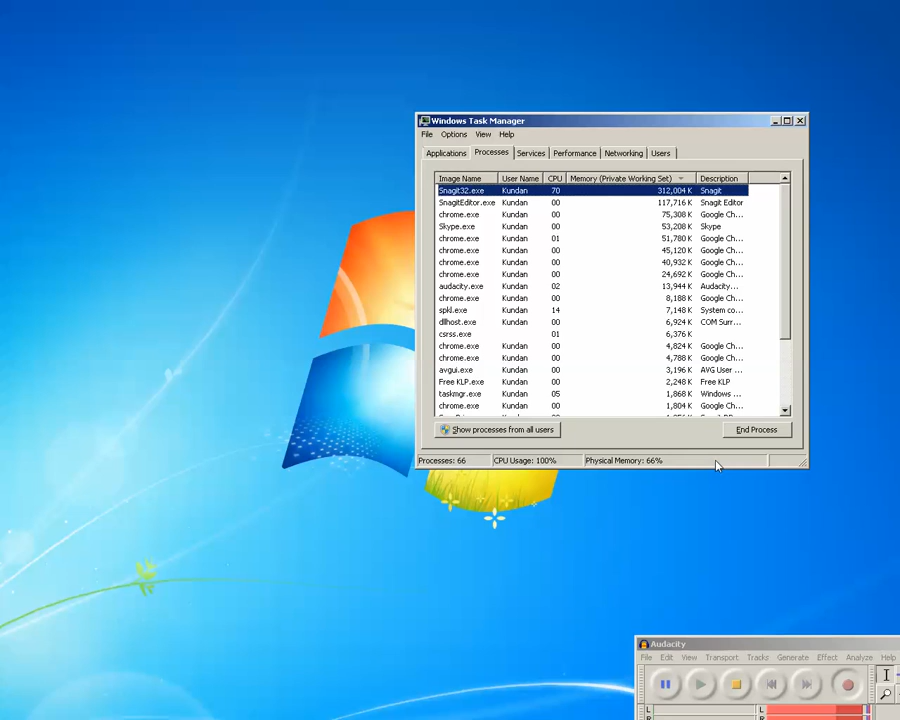 Windows Task Manager
File Options View Help
Applications Processes Services Performance Networking Users
Image Name User Name CPU Memory (Private Working Set) Description
Snagit32.exe Kundan 70 312,004 K Snagit
SnagitEditor.exe Kundan 00 117,716 K Snagit Editor
chrome.exe Kundan 00 75,308 K Google Ch...
Skype.exe Kundan 00 53,208 K Skype
chrome.exe Kundan 01 51,780 K Google Ch...
chrome.exe Kundan 00 45,120 K Google Ch...
chrome.exe Kundan 00 40,932 K Google Ch...
chrome.exe Kundan 00 24,692 K Google Ch...
audacity.exe Kundan 02 13,944 K Audacity...
chrome.exe Kundan 00 8,188 K Google Ch...
spkl.exe Kundan 14 7,148 K System co...
dllhost.exe Kundan 00 6,924 K COM Surr...
csrss.exe 01 6,376 K
chrome.exe Kundan 00 4,824 K Google Ch...
chrome.exe Kundan 00 4,788 K Google Ch...
avgui.exe Kundan 00 3,196 K AVG User ...
Free KLP.exe Kundan 00 2,248 K Free KLP
taskmgr.exe Kundan 05 1,868 K Windows ...
chrome.exe Kundan 00 1,804 K Google Ch...
Show processes from all users End Process
Processes: 66 CPU Usage: 100% Physical Memory: 66%
Audacity
File Edit View Transport Tracks Generate Effect Analyze Help
L L
R R